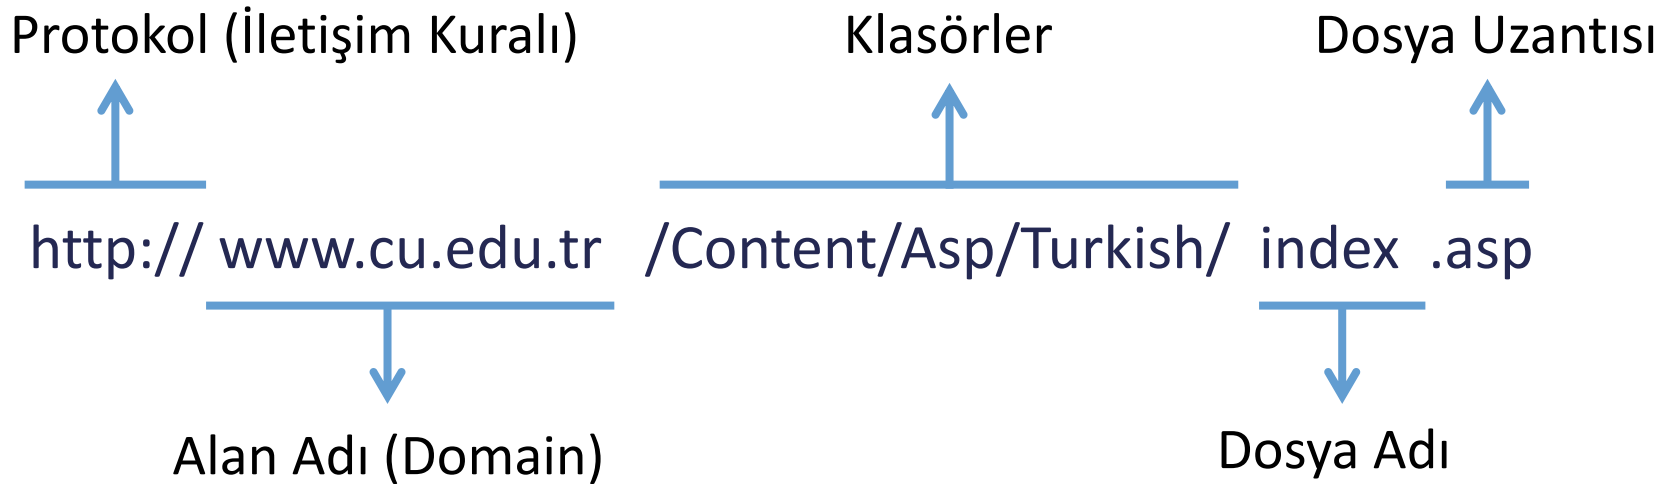 Protokol (İletişim Kuralı) Klasörler Dosya Uzantısı
http:// www.cu.edu.tr /Content/Asp/Turkish/ index .asp
Alan Adı (Domain) Dosya Adı